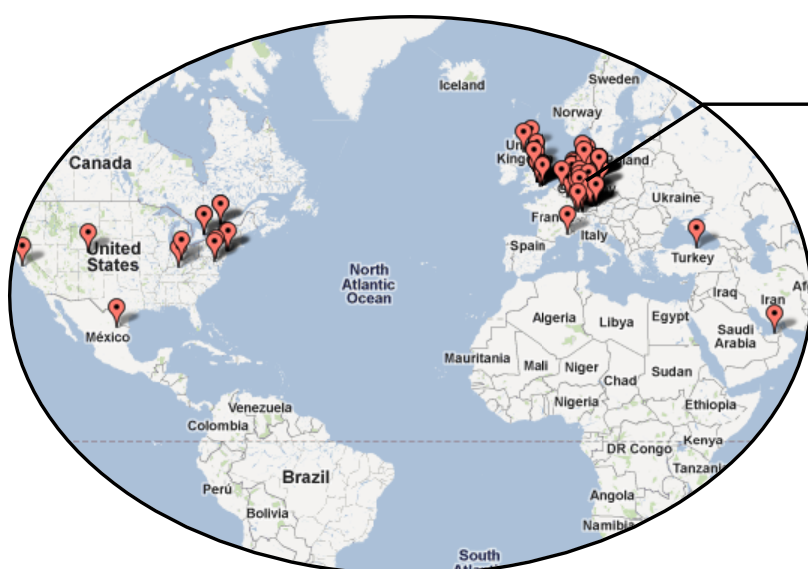 Sweden
Iceland
Norway
Canada
Ukraine
United
States
Spain
Italy
Turkey
North
Atlantic
Ocean
Iraq
Iran
México
Algeria
Libya
Egypt
Saudi
Arabia
Mauritania
Mali
Niger
Chad
Sudan
Nigeria
Ethiopia
Venezuela
Colombia
DR Congo
Kenya
Tanzani
Brazil
Perú
Bolivia
Angola
Namibi
South